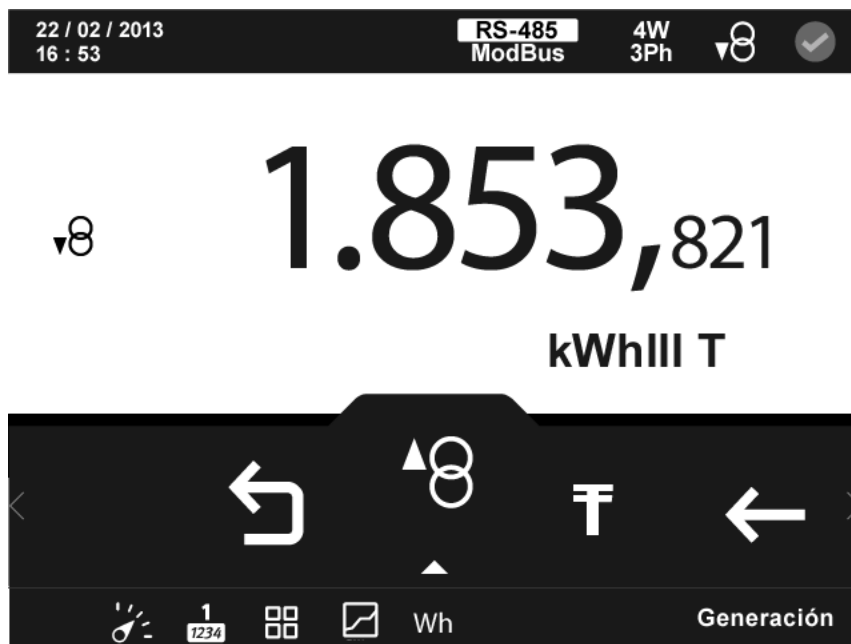 22 / 02 / 2013
16 : 53
RS-485
ModBus
4W
3Ph
1.853,821
kWhIII T
1
1234
Wh
Generación